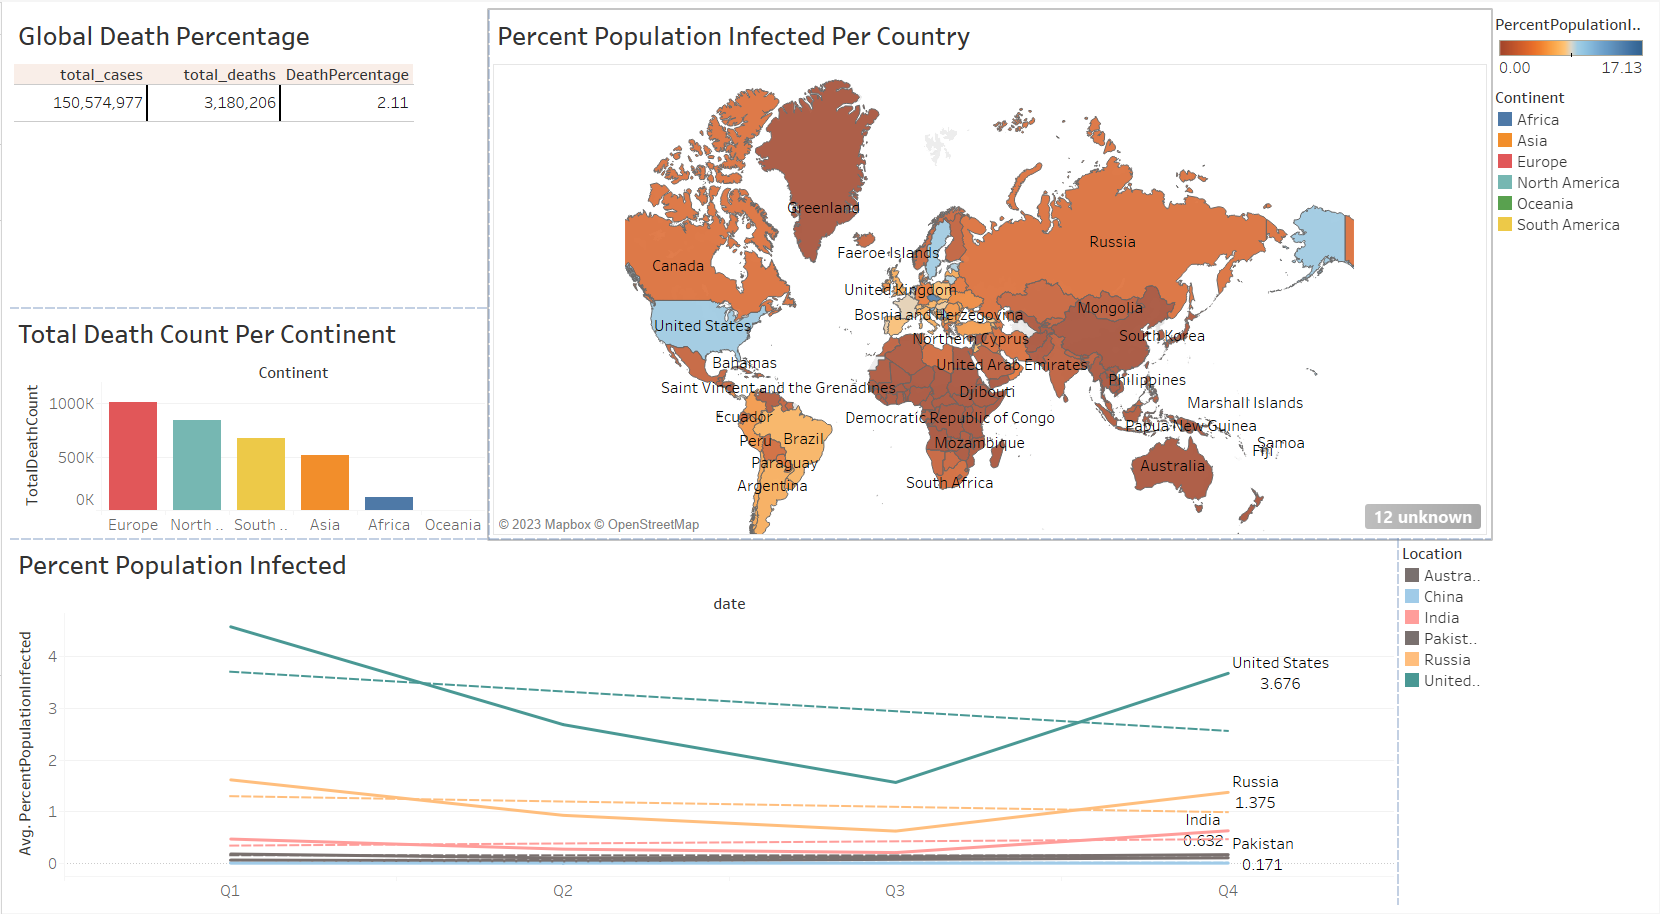 Global Death Percentage
total_cases total_deaths DeathPercentage
150,574,977 3,180,206 2.11
Total Death Count Per Continent
Continent
TotalDeathCount
1000K
500K
0K
Europe North .. South .. Asia Africa Oceania
Percent Population Infected Per Country
Greenland
Russia
Faeroe Islands
Canada
United Kingdom
Mongolia
Bosnia and Herzegovina
United States
South Korea
Northern Cyprus
Bahamas
United Arab Emirates
Philippines
Saint Vincent and the Grenadines
Djibouti
Marshall Islands
Ecuador
Democratic Republic of Congo
Papua New Guinea
Peru
Brazil
Mozambique
Samoa
Fiji
Paraguay
Australia
Argentina
South Africa
© 2023 Mapbox © OpenStreetMap
12 unknown
PercentPopulationI..
0.00 17.13
Continent
Africa
Asia
Europe
North America
Oceania
South America
Percent Population Infected
date
Avg. PercentPopulationInfected
4
3
2
1
0
United States
3.676
Russia
1.375
India
0.632
Pakistan
0.171
Q1 Q2 Q3 Q4
Location
Austra..
China
India
Pakist..
Russia
United..